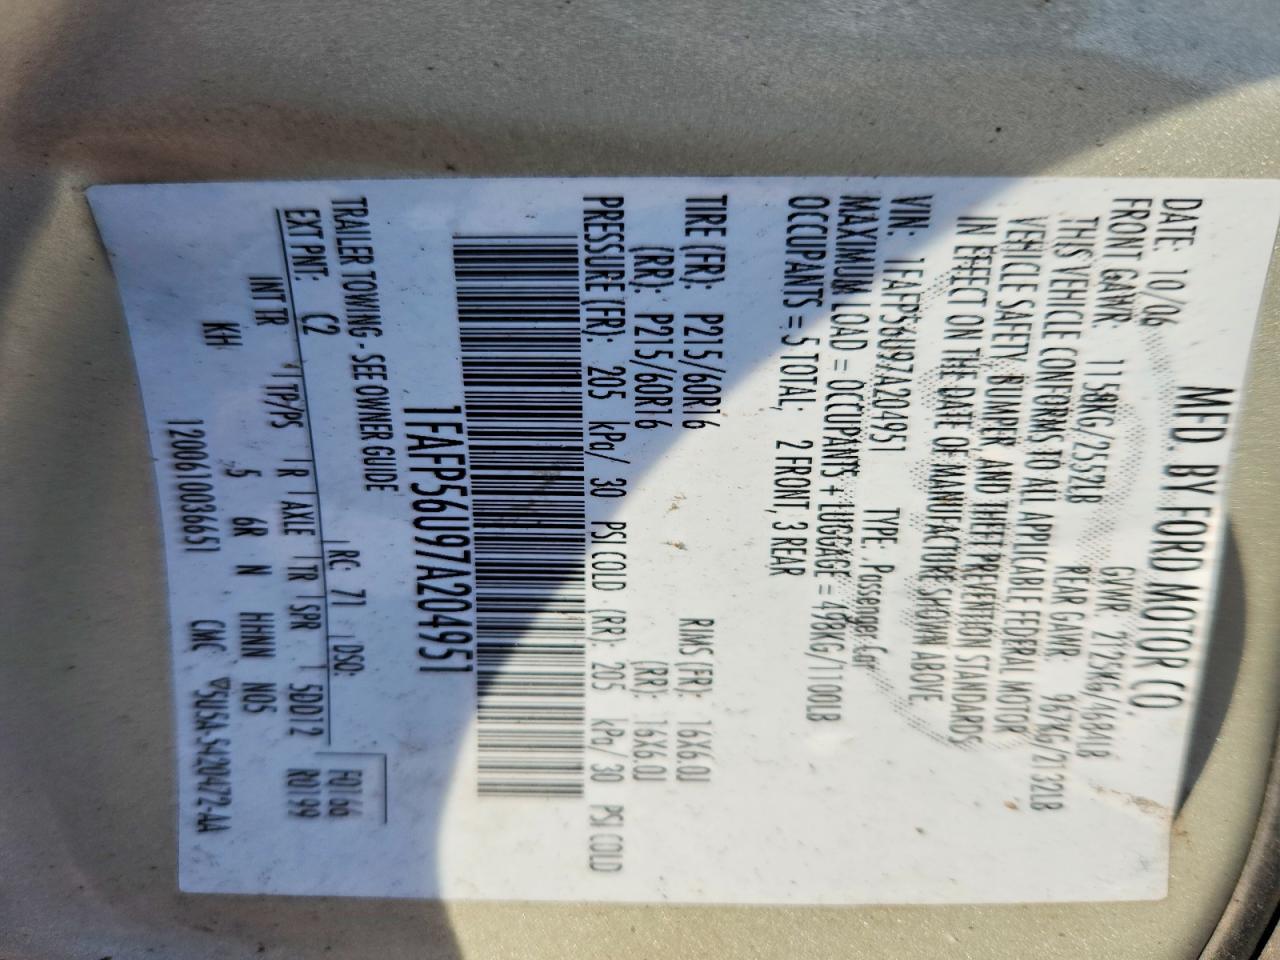 MFD. BY FORD MOTOR CO.
DATE: 10/06 GVWR 2125KG/4684LB
FRONT GAWR: 1158KG/2552LB REAR GAWR 967KG/2132LB
THIS VEHICLE CONFORMS TO ALL APPLICABLE FEDERAL MOTOR
VEHICLE SAFETY, BUMPER, AND THEFT PREVENTION STANDARDS
IN EFFECT ON THE DATE OF MANUFACTURE SHOWN ABOVE.
VIN: 1FAFP56U97A204951 TYPE: Passenger Car
MAXIMUM LOAD = OCCUPANTS + LUGGAGE = 498KG/1100LB
OCCUPANTS = 5 TOTAL, 2 FRONT, 3 REAR
TIRE (FR): P215/60R16 RIMS (FR): 16X6.0J
(RR): P215/60R16 (RR): 16X6.0J
PRESSURE (FR): 205 kPa/ 30 PSI COLD (RR): 205 kPa/ 30 PSI COLD
1FAFP56U97A204951
TRAILER TOWING - SEE OWNER GUIDE
EXT PNT: C2 RC: 71 DSO: F0166
INT TR TP/PS R AXLE TR SPR 5DD12 R0199
KH 5 6R N HHNN NO5
1200610036651 CMC 5U5A-5420472-AA